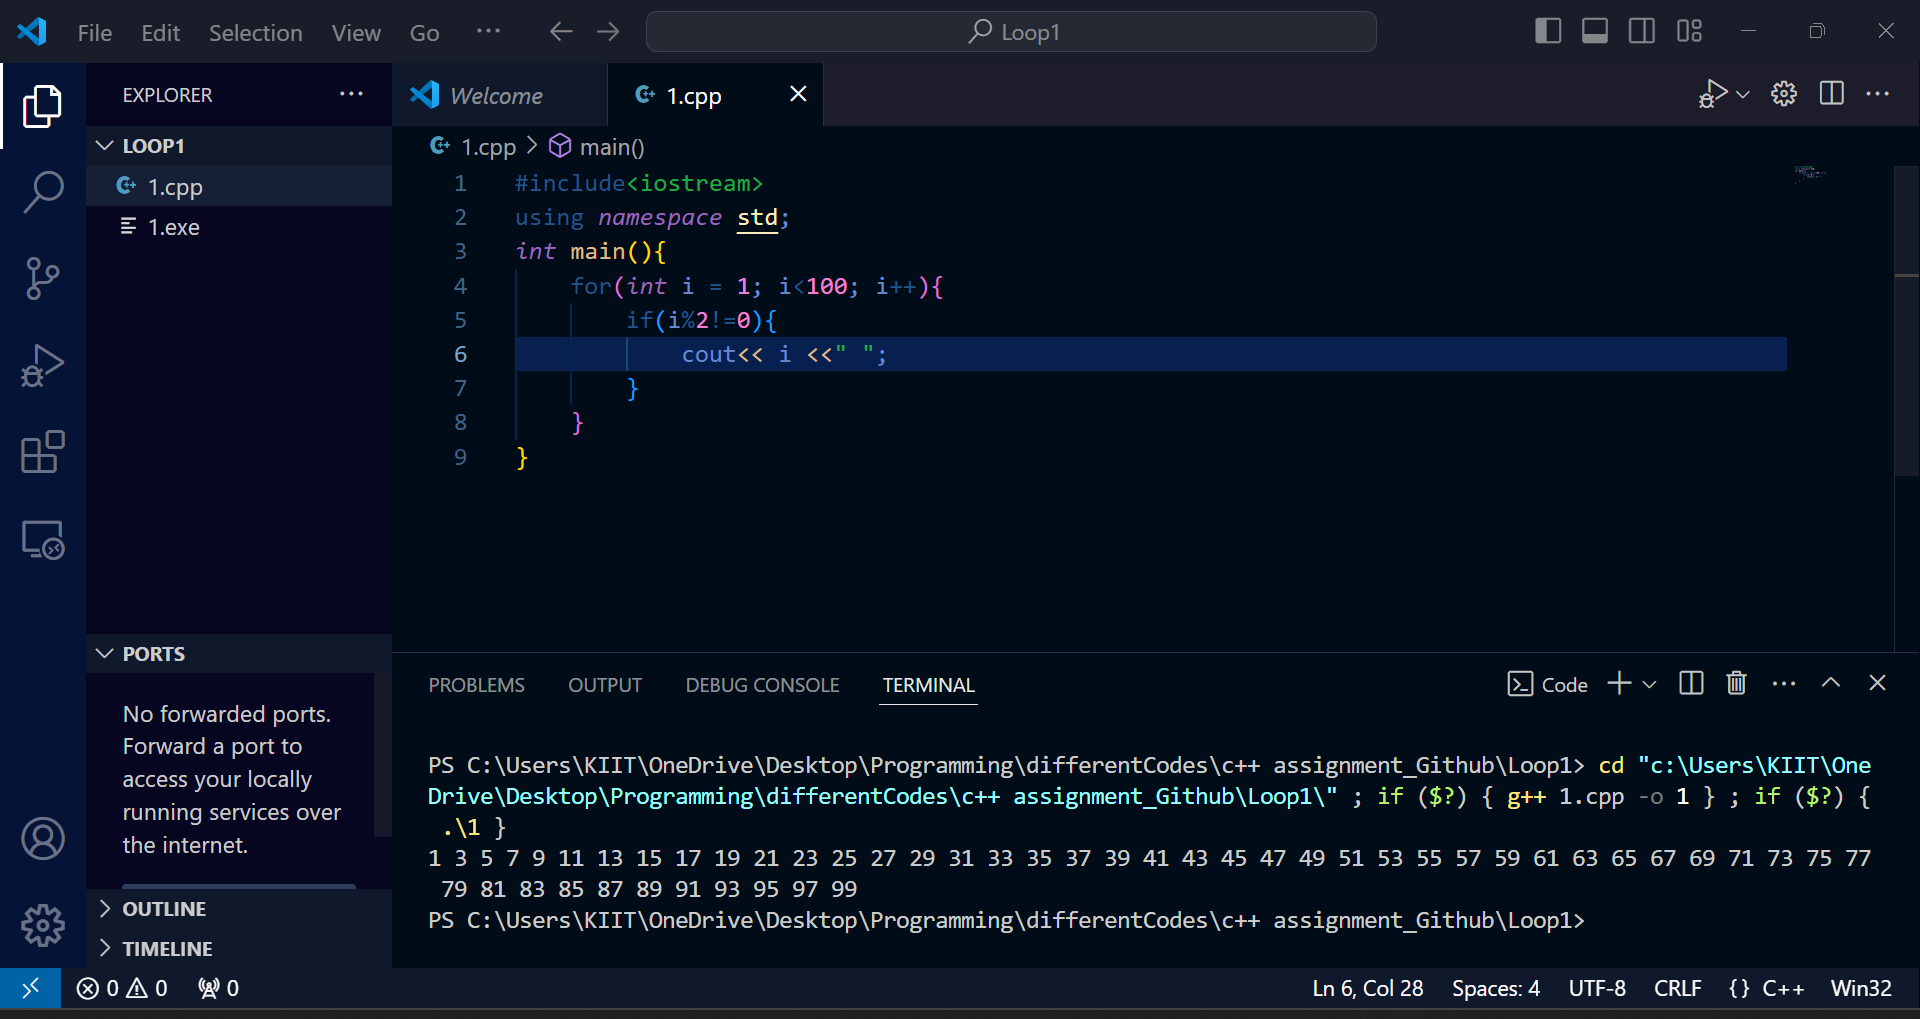 File Edit Selection View Go ··· Loop1
EXPLORER ···
LOOP1
1.cpp
1.exe
PORTS
No forwarded ports.
Forward a port to
access your locally
running services over
the internet.
OUTLINE
TIMELINE
Welcome 1.cpp
1.cpp > main()
1 #include<iostream>
2 using namespace std;
3 int main(){
4 for(int i = 1; i<100; i++){
5 if(i%2!=0){
6 cout<< i <<" ";
7 }
8 }
9 }
PROBLEMS OUTPUT DEBUG CONSOLE TERMINAL Code
PS C:\Users\KIIT\OneDrive\Desktop\Programming\differentCodes\c++ assignment_Github\Loop1> cd "c:\Users\KIIT\One
Drive\Desktop\Programming\differentCodes\c++ assignment_Github\Loop1\" ; if ($?) { g++ 1.cpp -o 1 } ; if ($?) {
.\1 }
1 3 5 7 9 11 13 15 17 19 21 23 25 27 29 31 33 35 37 39 41 43 45 47 49 51 53 55 57 59 61 63 65 67 69 71 73 75 77
79 81 83 85 87 89 91 93 95 97 99
PS C:\Users\KIIT\OneDrive\Desktop\Programming\differentCodes\c++ assignment_Github\Loop1>
0 0 0 Ln 6, Col 28 Spaces: 4 UTF-8 CRLF {} C++ Win32